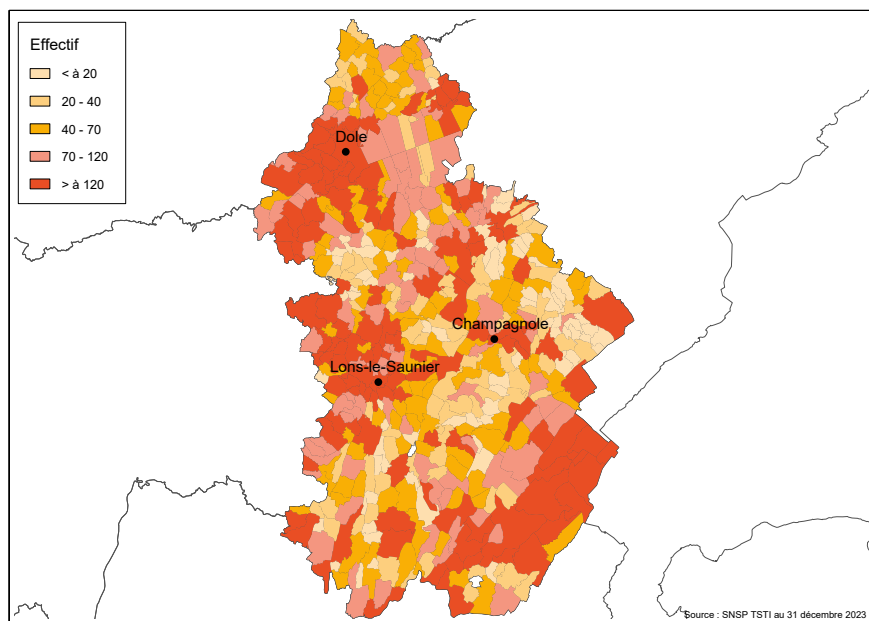 Effectif
< à 20
20 - 40
40 - 70
70 - 120
> à 120
Dole
Champagnole
Lons-le-Saunier
Source : SNSP TSTI au 31 décembre 2023